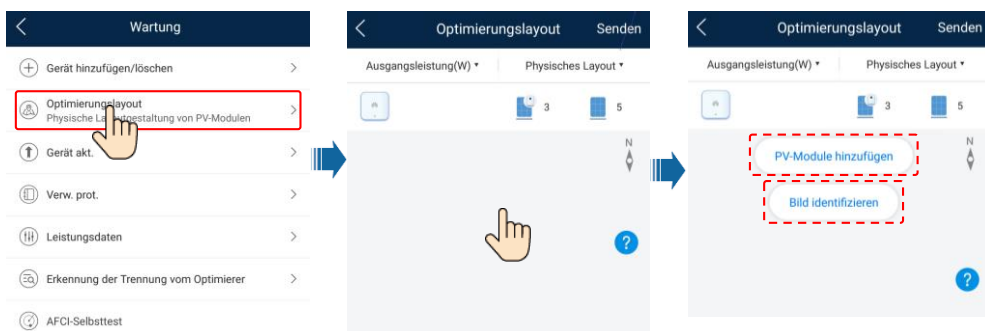 Wartung
Gerät hinzufügen/löschen
Optimierungslayout
Physische Layoutgestaltung von PV-Modulen
Gerät akt.
Verw. prot.
Leistungsdaten
Erkennung der Trennung vom Optimierer
AFCI-Selbsttest
Optimierungslayout Senden
Ausgangsleistung(W) Physisches Layout
3 5
N
?
Optimierungslayout Senden
Ausgangsleistung(W) Physisches Layout
3 5
N
PV-Module hinzufügen
Bild identifizieren
?